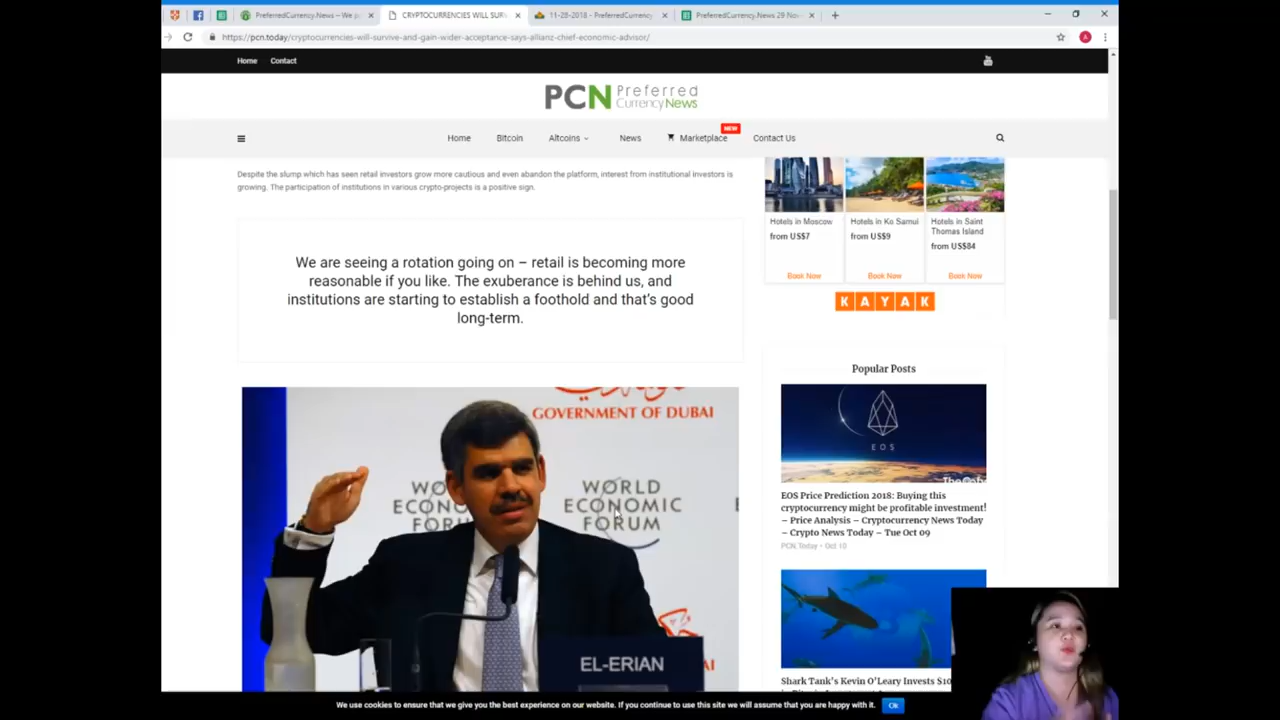 PreferredCurrency.News -- We p
CRYPTOCURRENCIES WILL SURV
11-28-2018 - PreferredCurrency
PreferredCurrency.News 29 Nov
https://pcn.today/cryptocurrencies-will-survive-and-gain-wider-acceptance-says-allianz-chief-economic-advisor/
Home Contact
PCN Preferred
CurrencyNews
NEW
Home Bitcoin Altcoins News Marketplace Contact Us
Despite the slump which has seen retail investors grow more cautious and even abandon the platform, interest from institutional investors is
growing. The participation of institutions in various crypto-projects is a positive sign.
We are seeing a rotation going on – retail is becoming more
reasonable if you like. The exuberance is behind us, and
institutions are starting to establish a foothold and that's good
long-term.
GOVERNMENT OF DUBAI
WORLD
ECONOMIC
FORUM
EL-ERIAN
Hotels in Moscow
from US$7
Book Now
Hotels in Ko Samui
from US$9
Book Now
Hotels in Saint
Thomas Island
from US$84
Book Now
KAYAK
Popular Posts
EOS
EOS Price Prediction 2018: Buying this
cryptocurrency might be profitable investment!
– Price Analysis – Cryptocurrency News Today
– Crypto News Today – Tue Oct 09
PCN.Today • Oct 10
Shark Tank's Kevin O'Leary Invests $10
We use cookies to ensure that we give you the best experience on our website. If you continue to use this site we will assume that you are happy with it. Ok